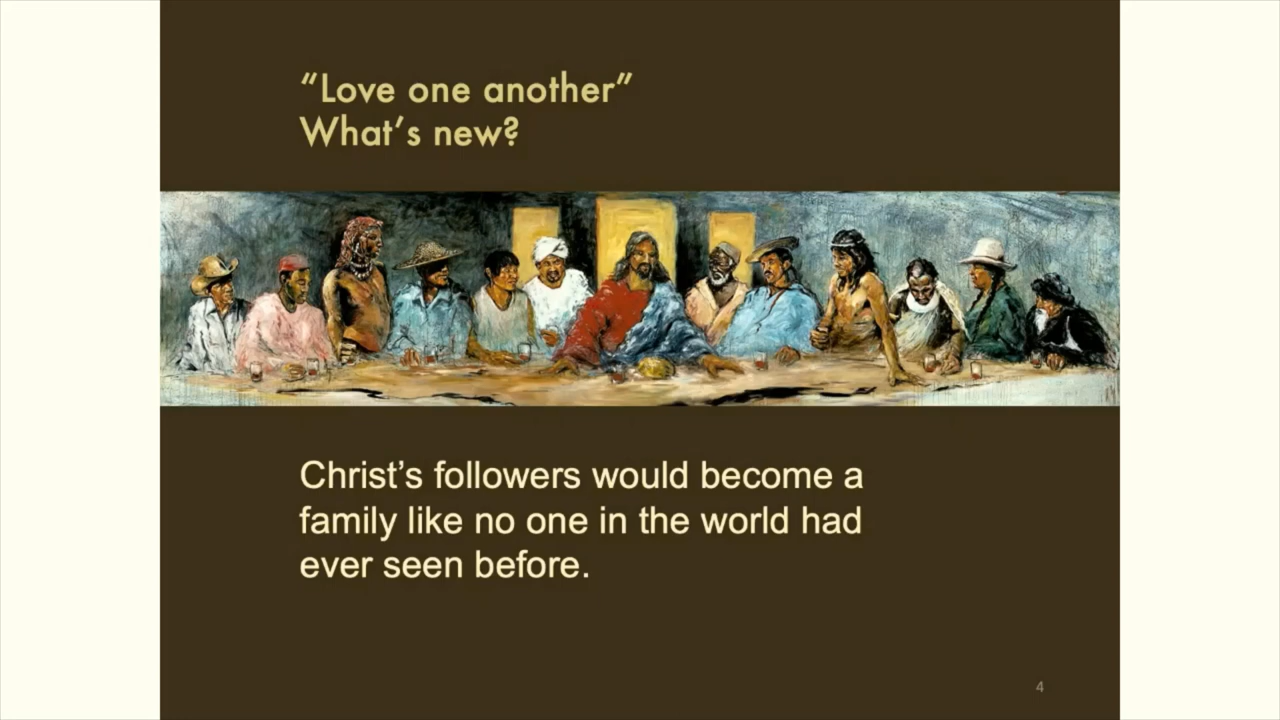 “Love one another”
What’s new?
Christ’s followers would become a
family like no one in the world had
ever seen before.
4